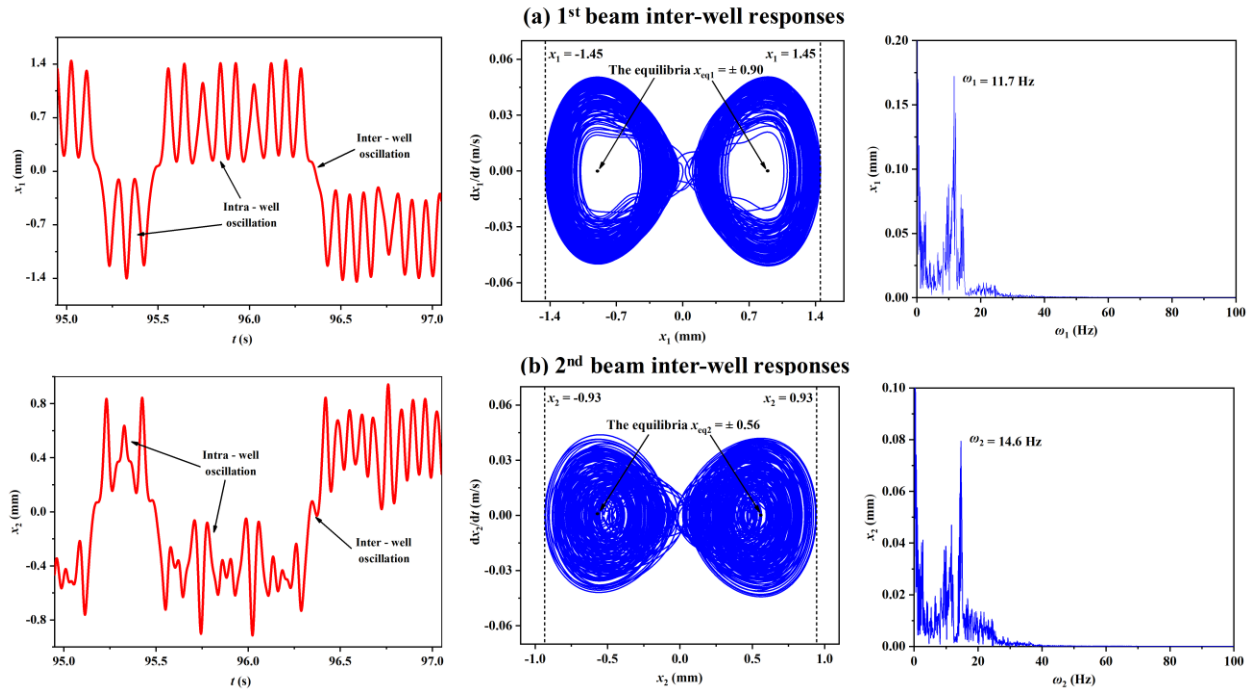 (a) 1st beam inter-well responses
1.4
0.7
0.0
-0.7
-1.4
x1 (mm)
Inter - well
oscillation
Intra - well
oscillation
95.0 95.5 96.0 96.5 97.0
t (s)
0.06
0.03
0.00
-0.03
-0.06
dx1/dt (m/s)
x1 = -1.45
x1 = 1.45
The equilibria xeq1 = ± 0.90
-1.4 -0.7 0.0 0.7 1.4
x1 (mm)
0.20
0.15
0.10
0.05
0.00
x1 (mm)
ω1 = 11.7 Hz
0 20 40 60 80 100
ω1 (Hz)
(b) 2nd beam inter-well responses
0.8
0.4
0.0
-0.4
-0.8
x2 (mm)
Intra - well
oscillation
Inter - well
oscillation
95.0 95.5 96.0 96.5 97.0
t (s)
0.06
0.03
0.00
-0.03
-0.06
dx2/dt (m/s)
x2 = -0.93
x2 = 0.93
The equilibria xeq2 = ± 0.56
-1.0 -0.5 0.0 0.5 1.0
x2 (mm)
0.10
0.08
0.06
0.04
0.02
0.00
x2 (mm)
ω2 = 14.6 Hz
0 20 40 60 80 100
ω2 (Hz)